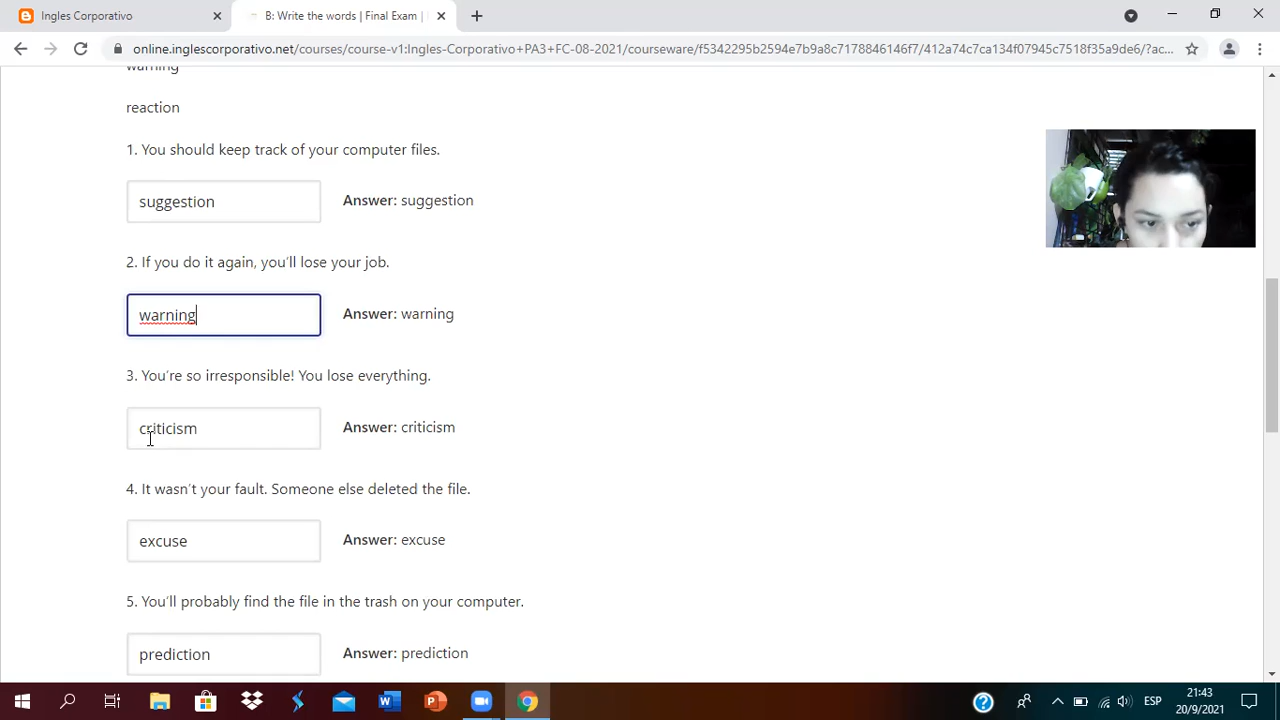 Ingles Corporativo
B: Write the words | Final Exam |
online.inglescorporativo.net/courses/course-v1:Ingles-Corporativo+PA3+FC-08-2021/courseware/f5342295b2594e7b9a8c7178846146f7/412a74c7ca134f07945c7518f35a9de6/?ac...
warning
reaction
1. You should keep track of your computer files.
suggestion
Answer: suggestion
2. If you do it again, you'll lose your job.
warning
Answer: warning
3. You're so irresponsible! You lose everything.
criticism
Answer: criticism
4. It wasn't your fault. Someone else deleted the file.
excuse
Answer: excuse
5. You'll probably find the file in the trash on your computer.
prediction
Answer: prediction
ESP
21:43
20/9/2021